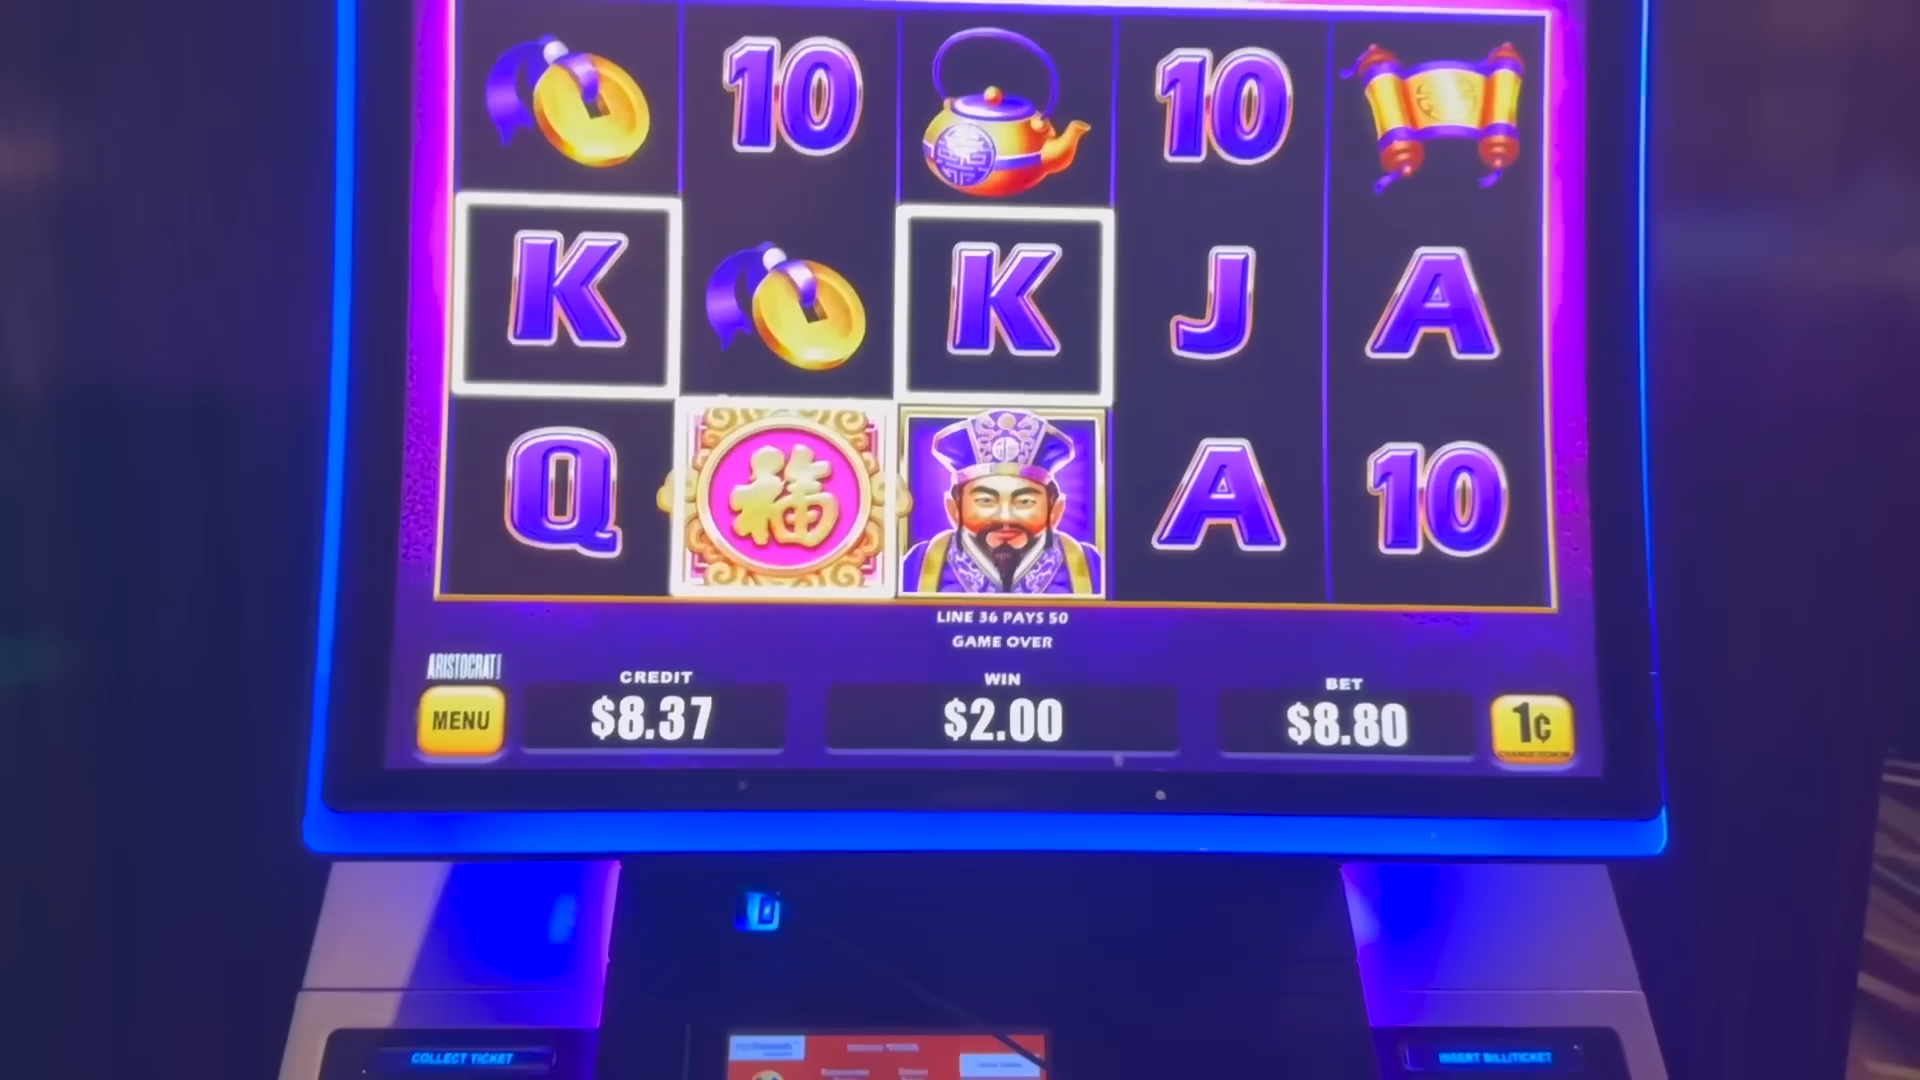 10
10
K
K
J
A
Q
福
A
10
LINE 36 PAYS 50
GAME OVER
ARISTOCRAT
MENU
CREDIT
$8.37
WIN
$2.00
BET
$8.80
1¢
COLLECT TICKET
INSERT BILL/TICKET